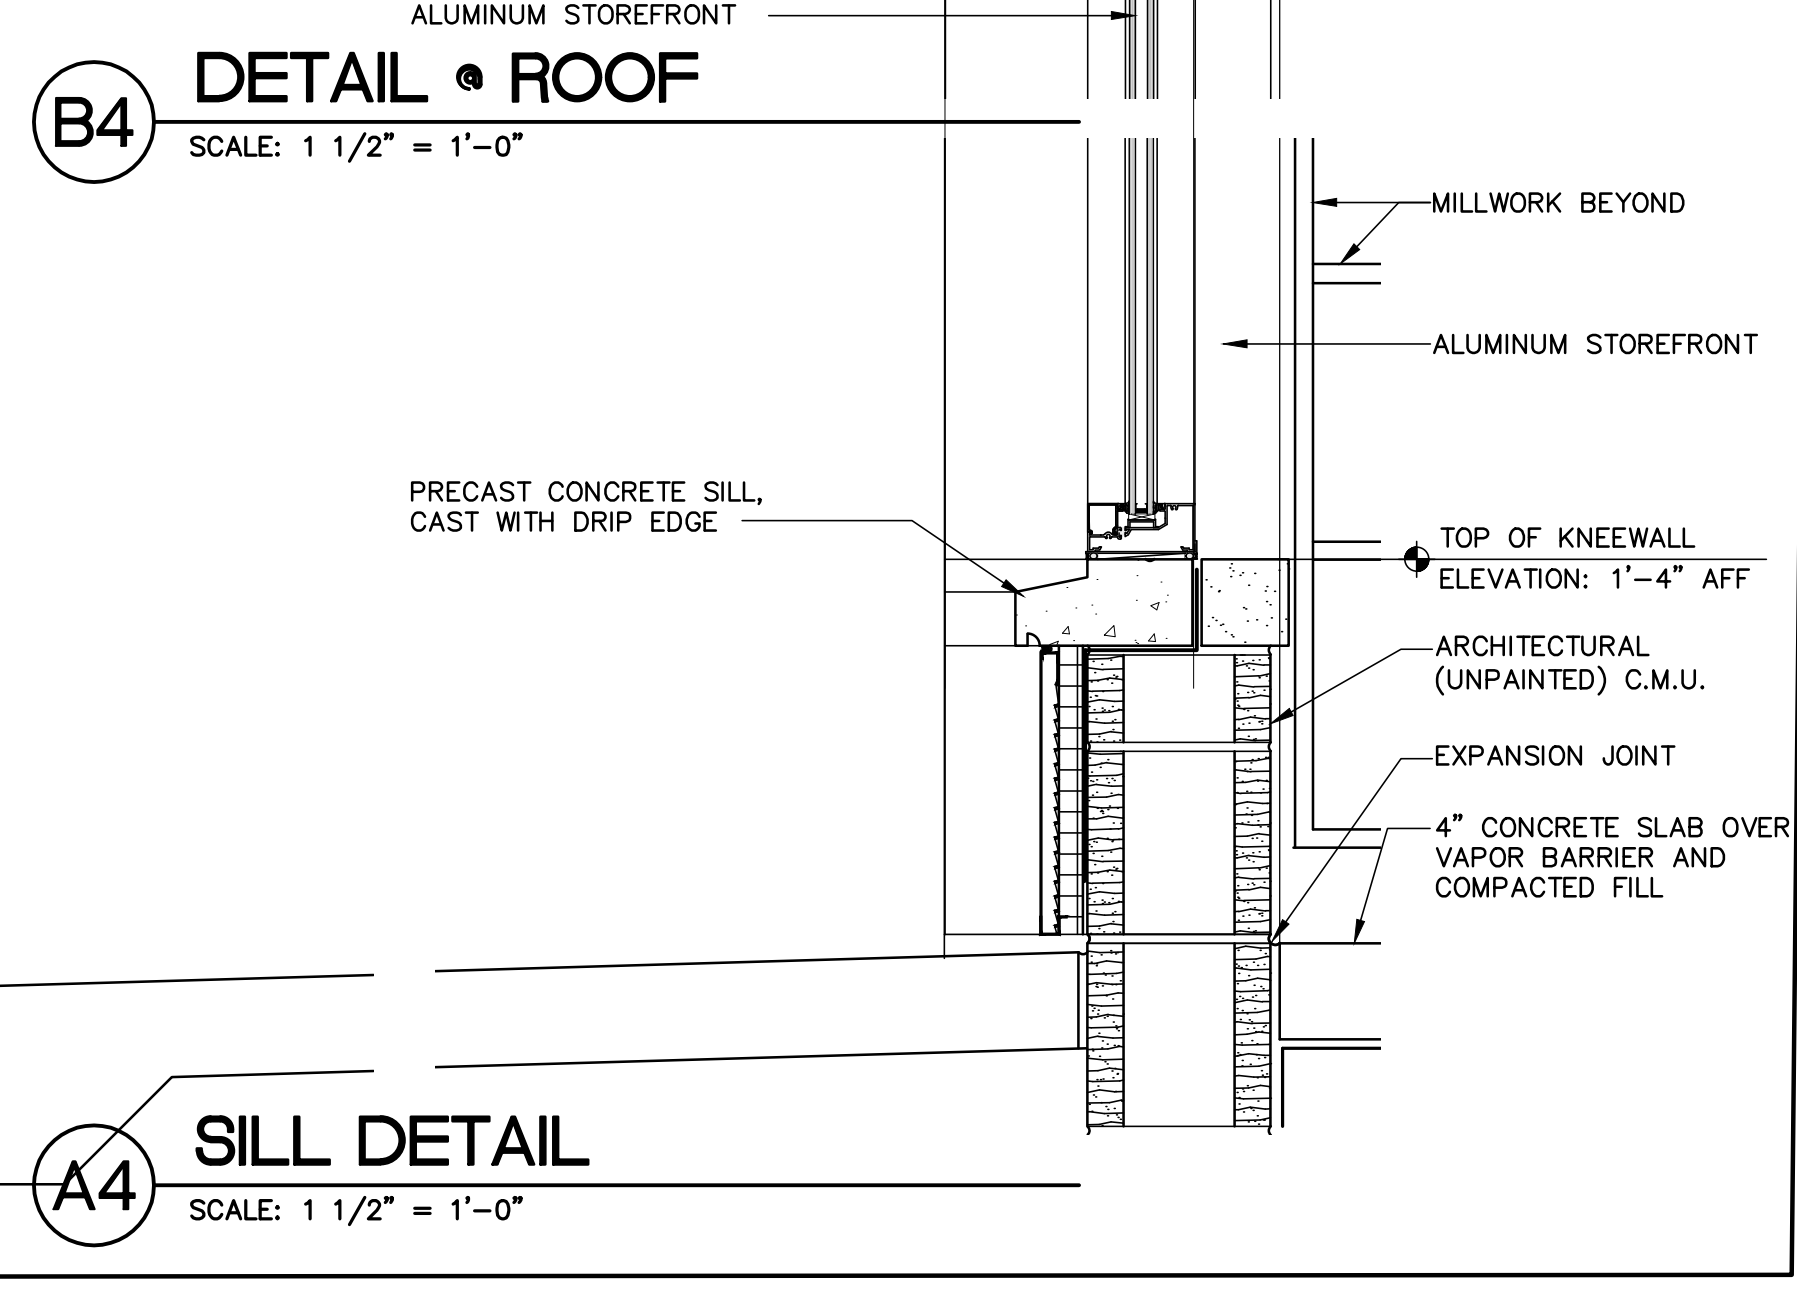 ALUMINUM STOREFRONT
B4
DETAIL @ ROOF
SCALE: 1 1/2" = 1'-0"
MILLWORK BEYOND
ALUMINUM STOREFRONT
PRECAST CONCRETE SILL,
CAST WITH DRIP EDGE
TOP OF KNEEWALL
ELEVATION: 1'-4" AFF
ARCHITECTURAL
(UNPAINTED) C.M.U.
EXPANSION JOINT
4" CONCRETE SLAB OVER
VAPOR BARRIER AND
COMPACTED FILL
A4
SILL DETAIL
SCALE: 1 1/2" = 1'-0"